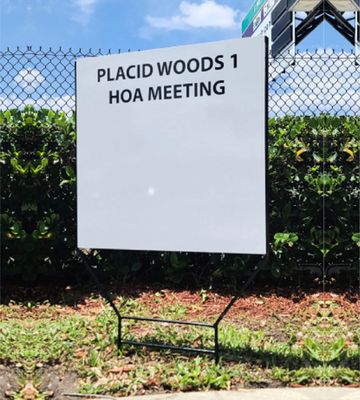 PLACID WOODS 1
HOA MEETING